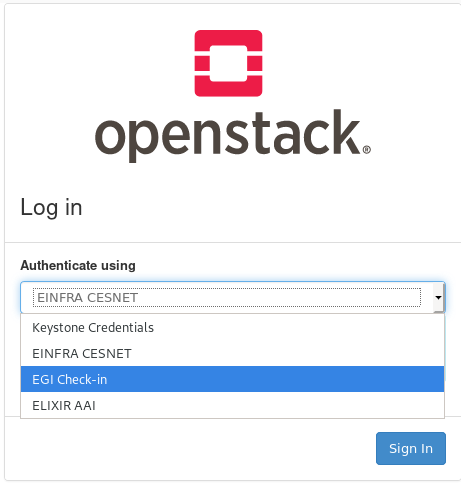 openstack®
Log in
Authenticate using
EINFRA CESNET
Keystone Credentials
EINFRA CESNET
EGI Check-in
ELIXIR AAI
Sign In